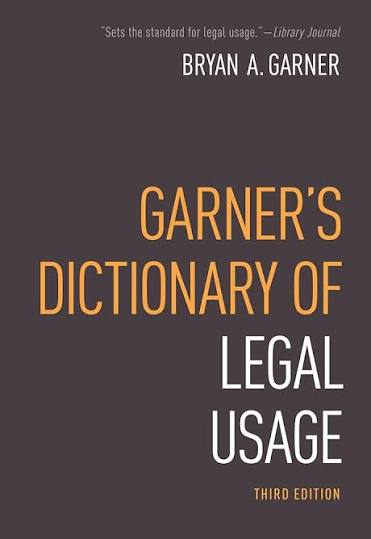 “Sets the standard for legal usage.”—Library Journal
BRYAN A. GARNER
GARNER’S
DICTIONARY OF
LEGAL
USAGE
THIRD EDITION